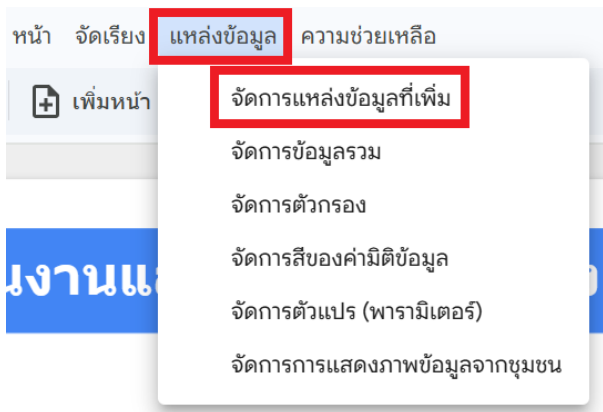 หน้า จัดเรียง แหล่งข้อมูล ความช่วยเหลือ
เพิ่มหน้า
จัดการแหล่งข้อมูลที่เพิ่ม
จัดการข้อมูลรวม
จัดการตัวกรอง
จัดการสีของค่ามิติข้อมูล
จัดการตัวแปร (พารามิเตอร์)
จัดการการแสดงภาพข้อมูลจากชุมชน